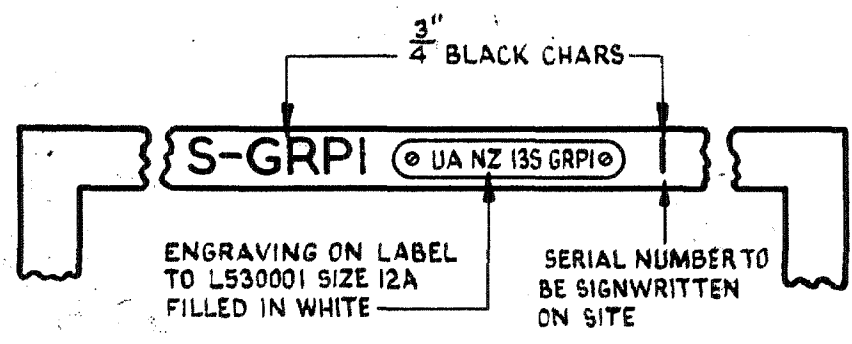 3/4" BLACK CHARS
S-GRPI
UA NZ 13S GRPI
I
ENGRAVING ON LABEL
TO L530001 SIZE 12A
FILLED IN WHITE
SERIAL NUMBER TO
BE SIGNWRITTEN
ON SITE